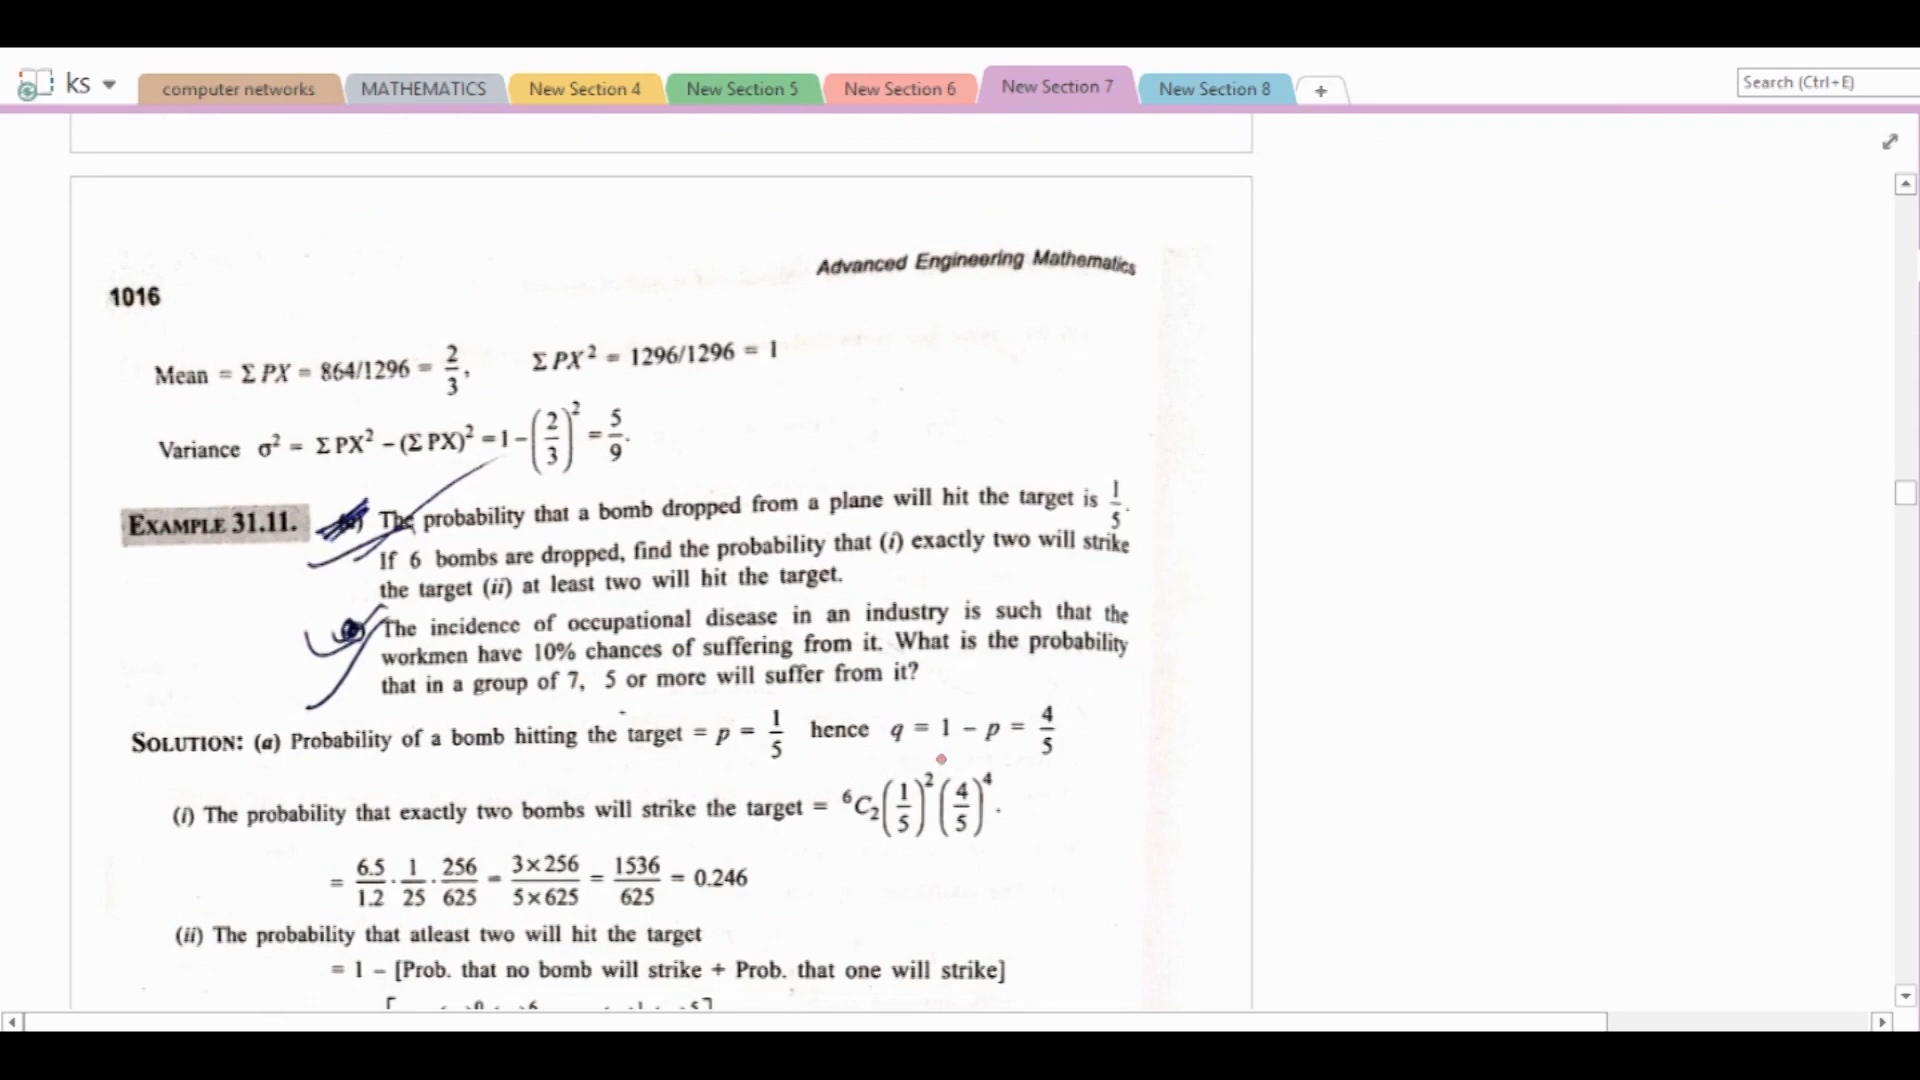 ks
computer networks MATHEMATICS New Section 4 New Section 5 New Section 6 New Section 7 New Section 8 +
Search (Ctrl+E)
Advanced Engineering Mathematics
1016
Mean = Σ PX = 864/1296 = 2/3, Σ PX² = 1296/1296 = 1
Variance σ² = Σ PX² – (Σ PX)² = 1 – (2/3)² = 5/9.
EXAMPLE 31.11. The probability that a bomb dropped from a plane will hit the target is 1/5.
If 6 bombs are dropped, find the probability that (i) exactly two will strike
the target (ii) at least two will hit the target.
The incidence of occupational disease in an industry is such that the
workmen have 10% chances of suffering from it. What is the probability
that in a group of 7, 5 or more will suffer from it?
SOLUTION: (a) Probability of a bomb hitting the target = p = 1/5 hence q = 1 – p = 4/5
(i) The probability that exactly two bombs will strike the target = ⁶C₂(1/5)²(4/5)⁴.
= 6.5/1.2 · 1/25 · 256/625 = 3×256/5×625 = 1536/625 = 0.246
(ii) The probability that atleast two will hit the target
= 1 – [Prob. that no bomb will strike + Prob. that one will strike]